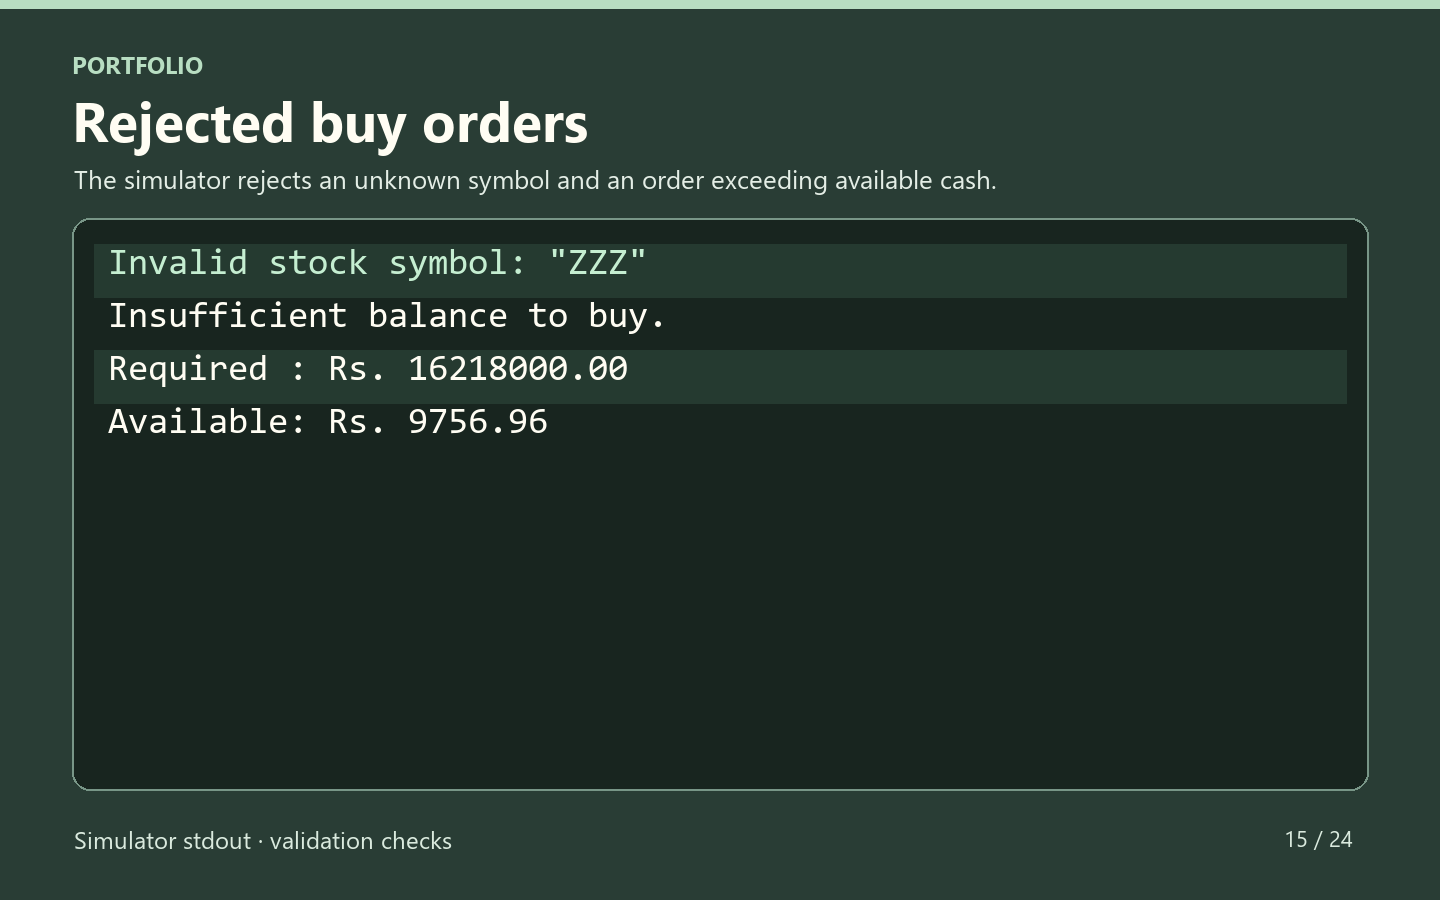 PORTFOLIO
Rejected buy orders
The simulator rejects an unknown symbol and an order exceeding available cash.
Invalid stock symbol: "ZZZ"
Insufficient balance to buy.
Required : Rs. 16218000.00
Available: Rs. 9756.96
Simulator stdout · validation checks
15 / 24